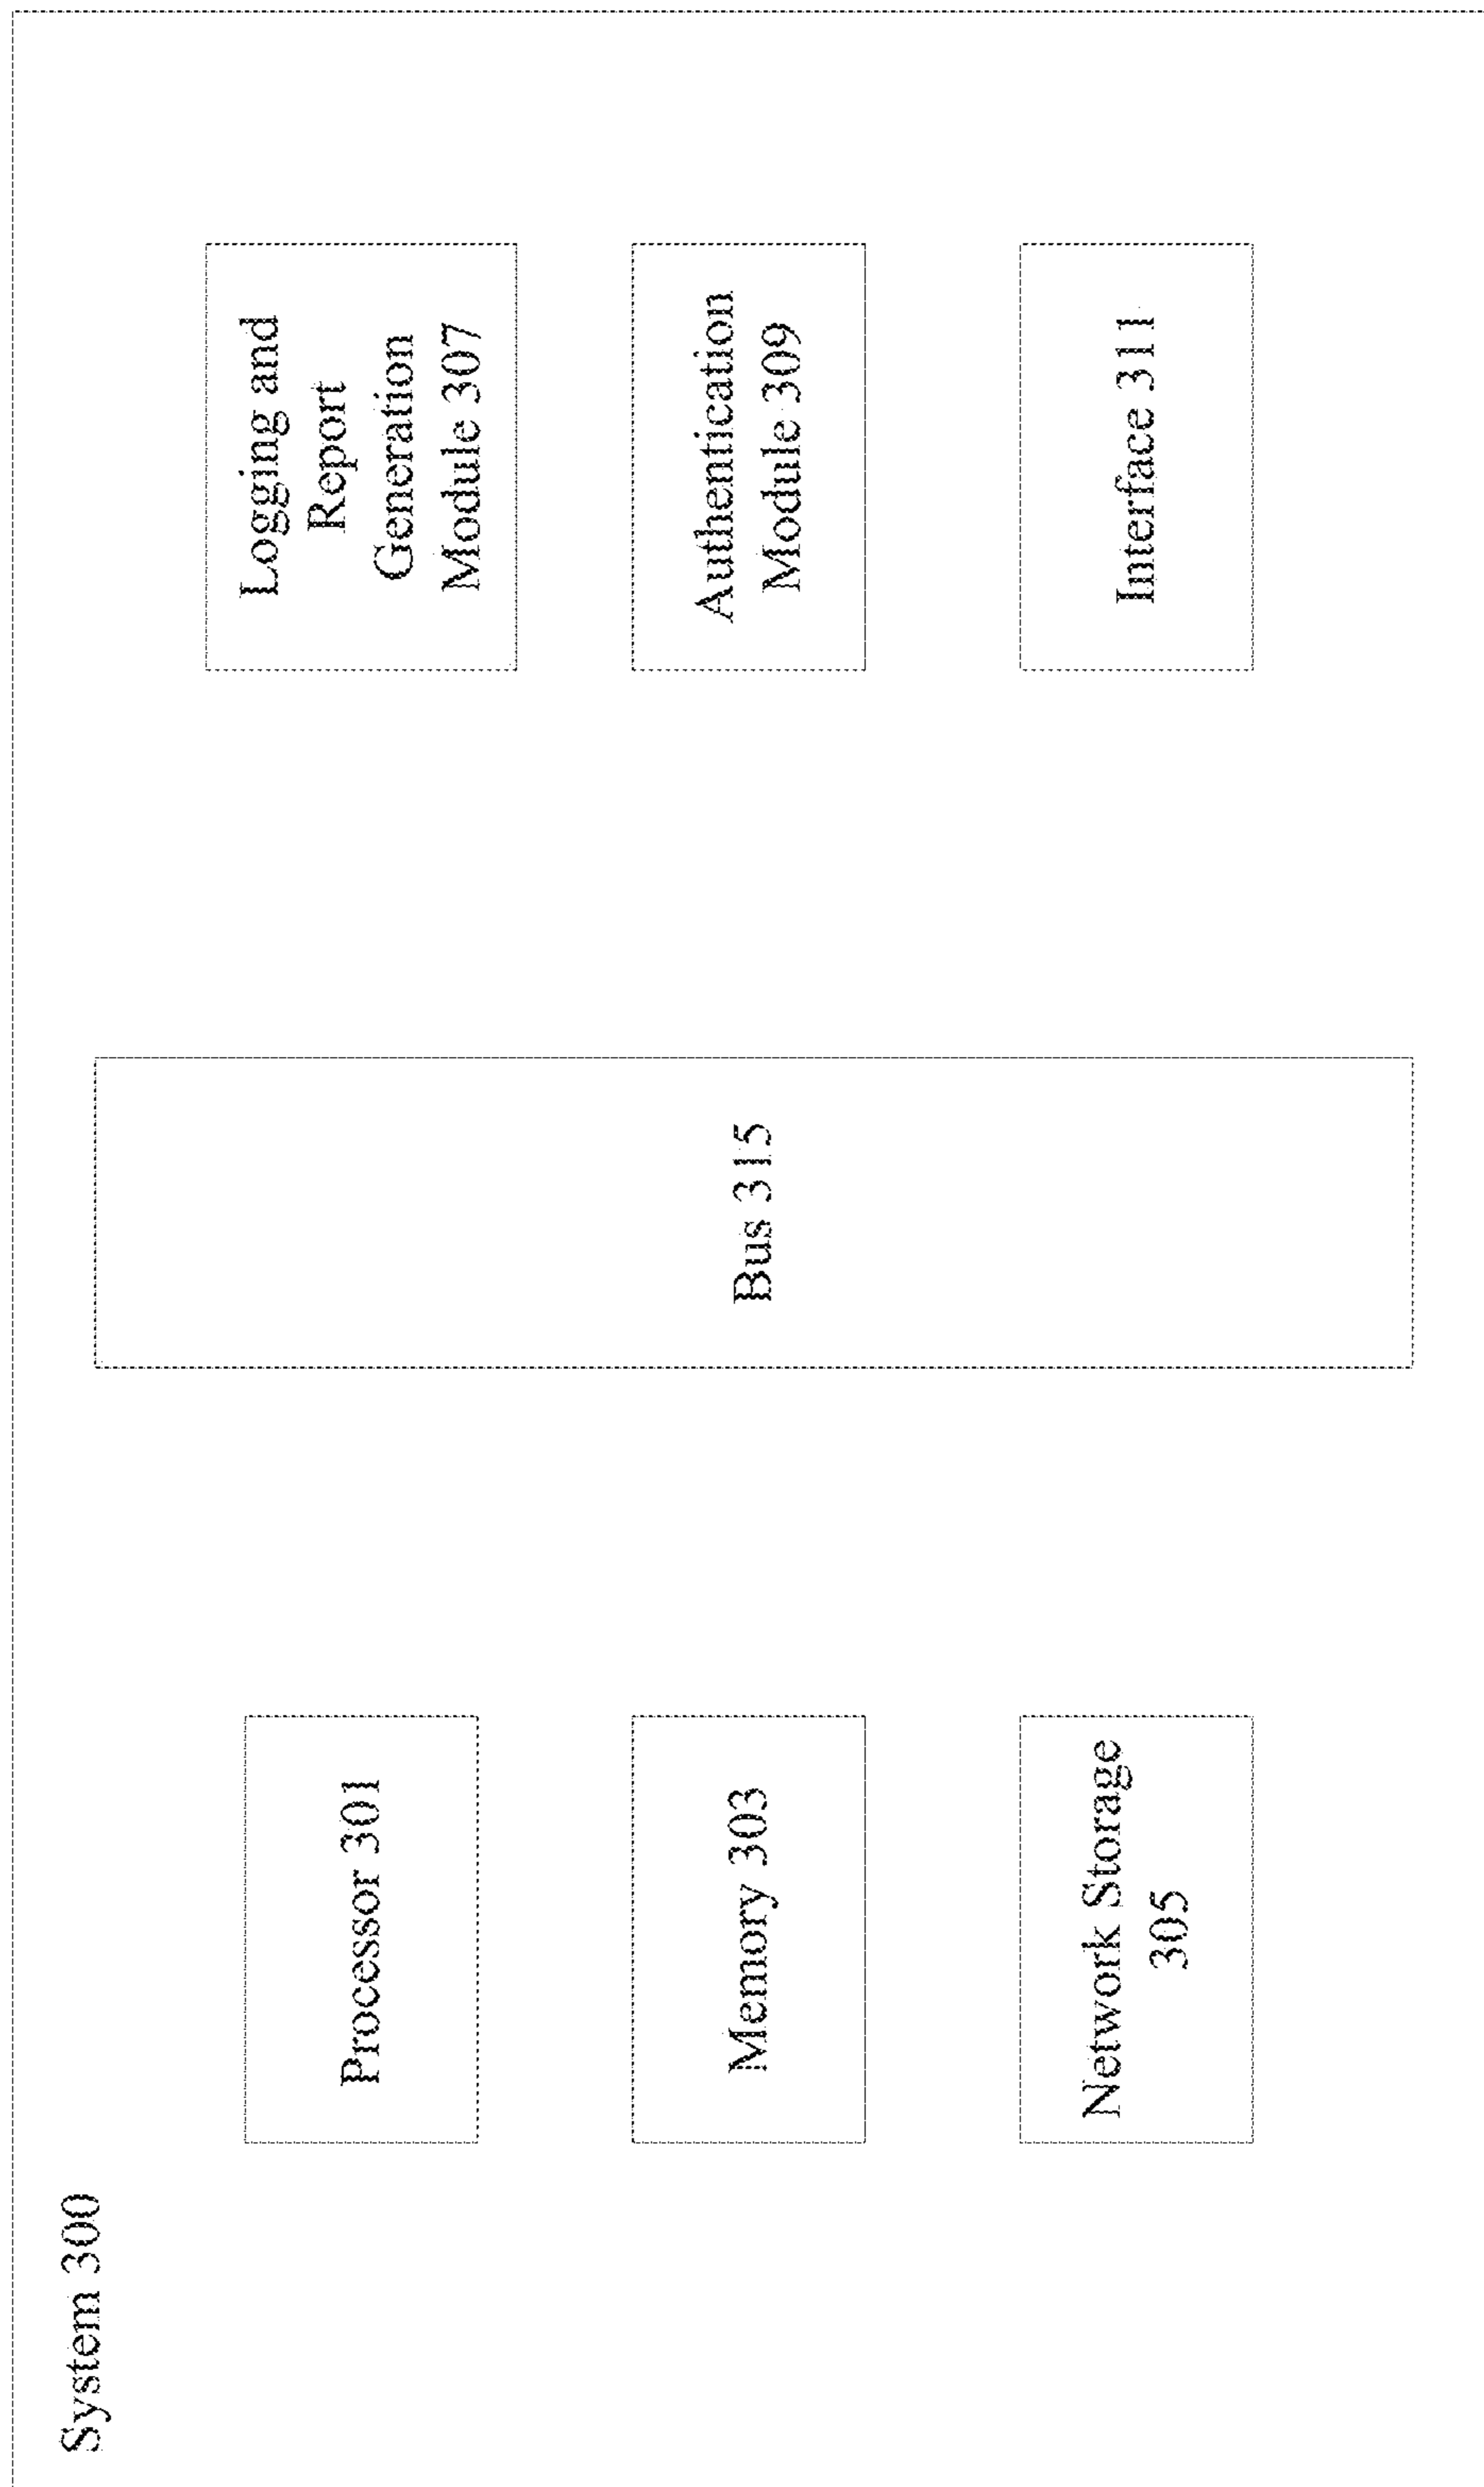 System 300
Processor 301
Memory 303
Network Storage
305
Bus 315
Logging and
Report
Generation
Module 307
Authentication
Module 309
Interface 311